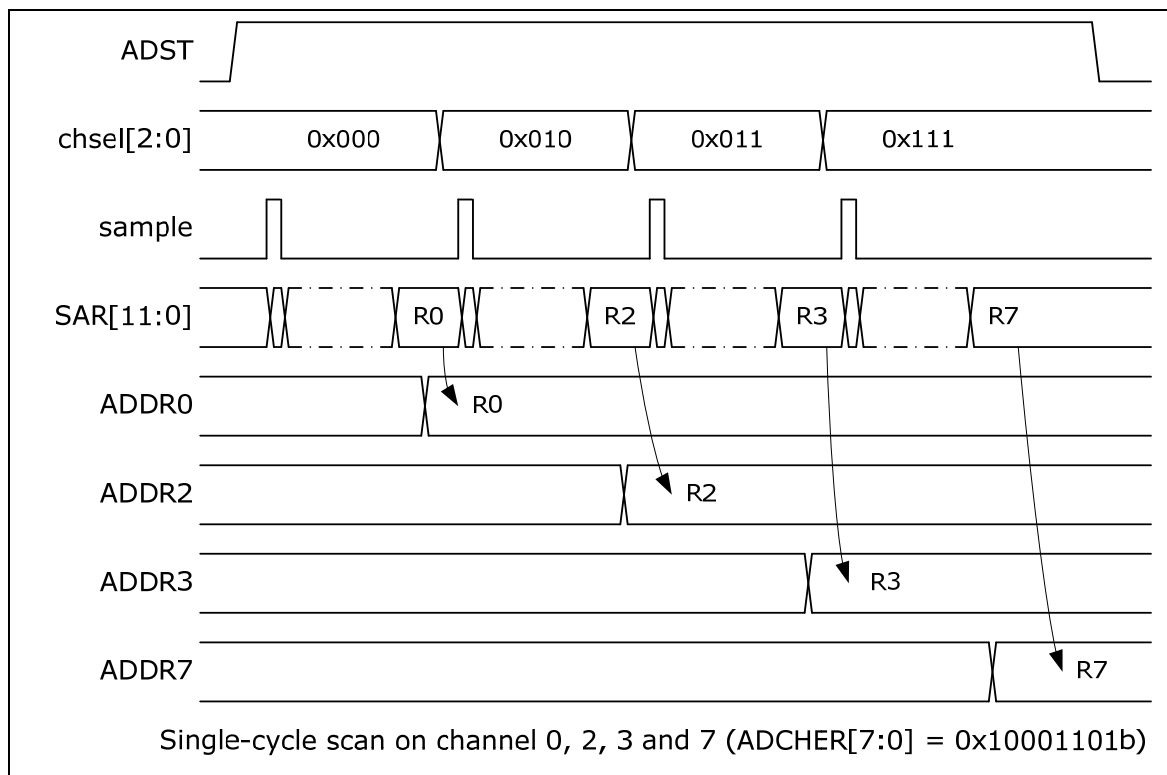 ADST
chsel[2:0] 0x000 0x010 0x011 0x111
sample
SAR[11:0] R0 R2 R3 R7
ADDR0 R0
ADDR2 R2
ADDR3 R3
ADDR7 R7
Single-cycle scan on channel 0, 2, 3 and 7 (ADCHER[7:0] = 0x10001101b)